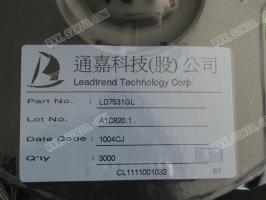 通嘉科技(股)公司
Leadtrend Technology Corp.
Part No. : LD7531GL
Lot No. : A1C820.1.
Date Code : 1004CJ
Q'ty : 3000
CL1111001032 S1